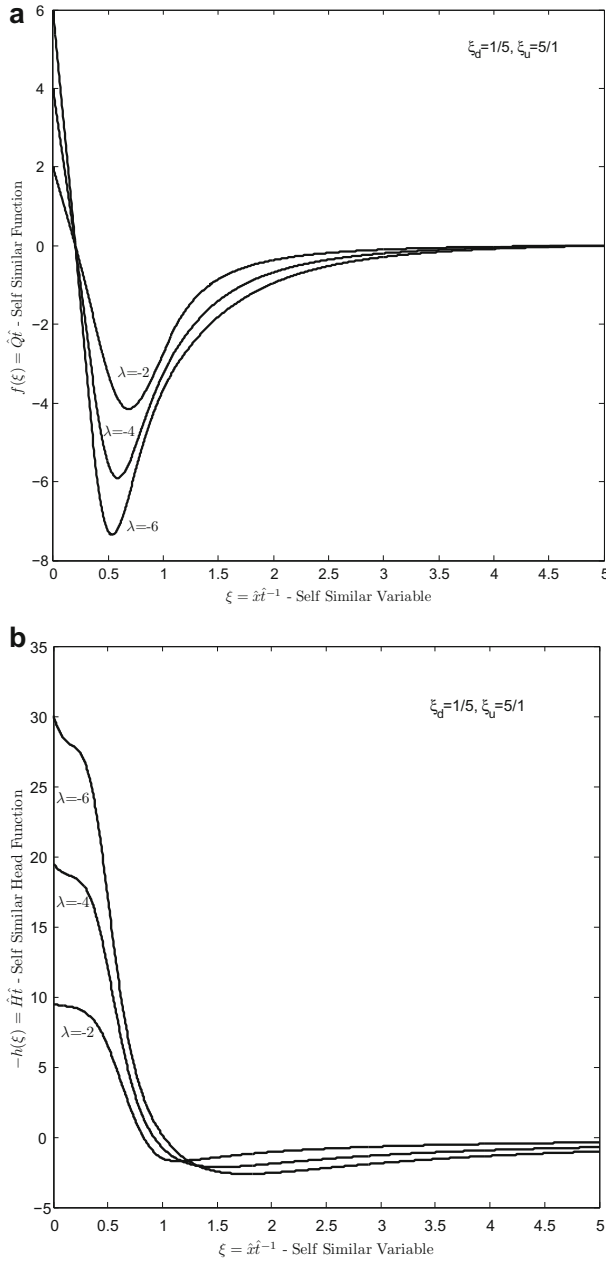 a
6
4
2
0
−2
−4
−6
−8
f(ξ) = Q̂t̂ - Self Similar Function
ξd=1/5, ξu=5/1
λ=-2
λ=-4
λ=-6
0 0.5 1 1.5 2 2.5 3 3.5 4 4.5 5
ξ = x̂t̂⁻¹ - Self Similar Variable
b
35
30
25
20
15
10
5
0
−5
−h(ξ) = Ĥt̂ - Self Similar Head Function
ξd=1/5, ξu=5/1
λ=-6
λ=-4
λ=-2
0 0.5 1 1.5 2 2.5 3 3.5 4 4.5 5
ξ = x̂t̂⁻¹ - Self Similar Variable